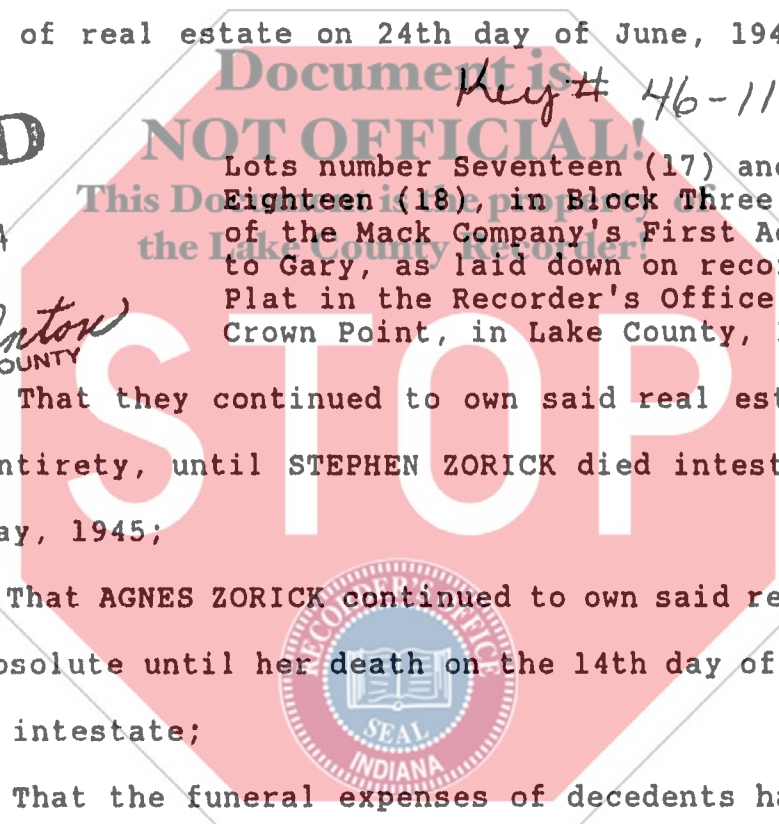 of real estate on 24th day of June, 194
Document is
Key # 46-11
NOT OFFICIAL!
D
Lots number Seventeen (17) and
This Document is the property of
Eighteen (18), in Block Three
of the Mack Company's First Ad
the Lake County Recorder!
to Gary, as laid down on reco
Plat in the Recorder's Office
Crown Point, in Lake County,
OUNTY
STOP
That they continued to own said real est
ntirety, until STEPHEN ZORICK died intest
ay, 1945;
That AGNES ZORICK continued to own said re
bsolute until her death on the 14th day of
intestate;
RECORDER'S OFFICE
SEAL
INDIANA
That the funeral expenses of decedents ha